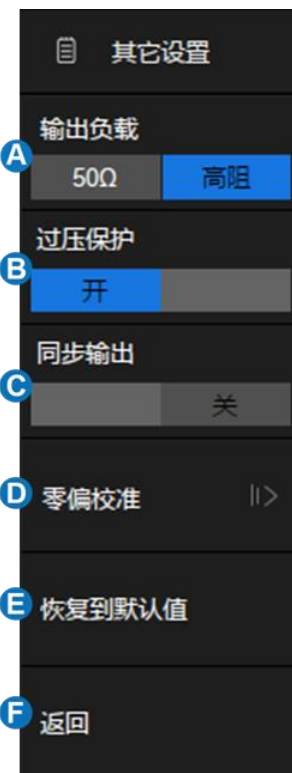 其它设置
输出负载
A
50Ω 高阻
过压保护
B
开
同步输出
C
关
D 零偏校准
E 恢复到默认值
F 返回